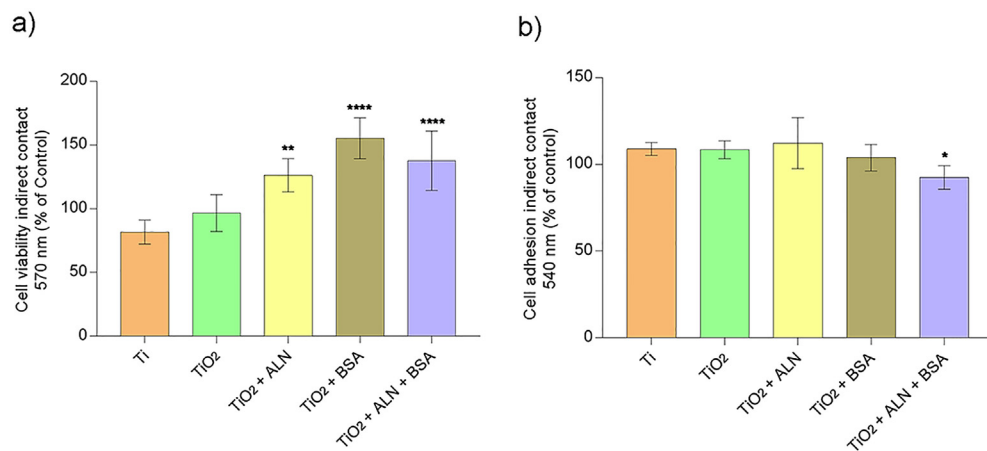 a)
Cell viability indirect contact
570 nm (% of Control)
200
150
100
50
0
**
****
****
Ti
TiO2
TiO2 + ALN
TiO2 + BSA
TiO2 + ALN + BSA
b)
Cell adhesion indirect contact
540 nm (% of control)
150
100
50
0
*
Ti
TiO2
TiO2 + ALN
TiO2 + BSA
TiO2 + ALN + BSA